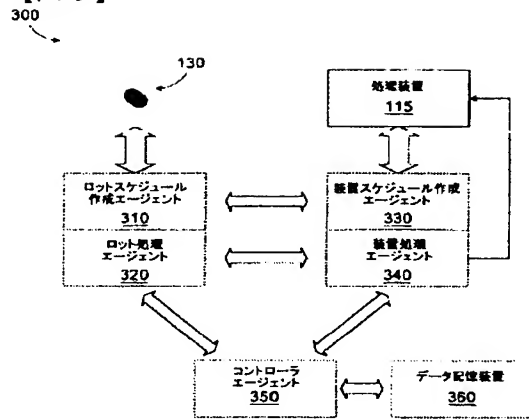 300
130
処理装置
115
ロットスケジュール
作成エージェント
310
装置スケジュール作成
エージェント
330
ロット処理
エージェント
320
装置処理
エージェント
340
コントローラ
エージェント
350
データ記憶装置
360